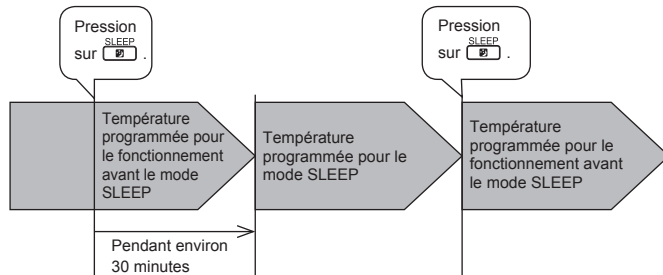 Pression
SLEEP
sur .
Pression
SLEEP
sur .
Température
programmée pour
le fonctionnement
avant le mode
SLEEP
Température
programmée pour le
mode SLEEP
Température
programmée pour le
fonctionnement avant
le mode SLEEP
Pendant environ
30 minutes